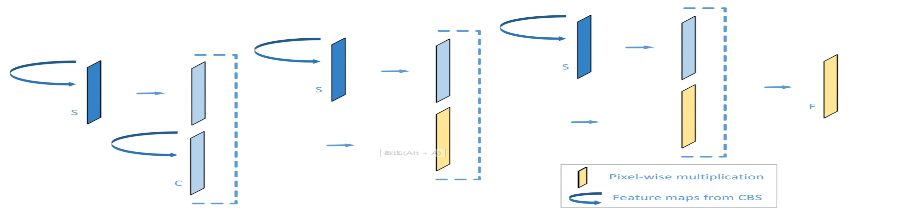 S
C
S
S
F
Pixel-wise multiplication
Feature maps from CBS